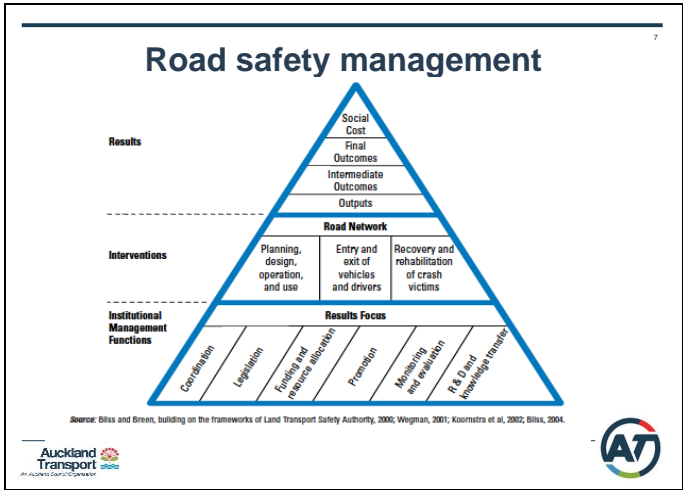 7
Road safety management
Results
Social
Cost
Final
Outcomes
Intermediate
Outcomes
Outputs
Interventions
Road Network
Planning,
design,
operation,
and use
Entry and
exit of
vehicles
and drivers
Recovery and
rehabilitation
of crash
victims
Institutional
Management
Functions
Results Focus
Coordination
Legislation
Funding and
resource allocation
Promotion
Monitoring
and evaluation
R & D and
knowledge transfer
Source: Bliss and Breen, building on the frameworks of Land Transport Safety Authority, 2000; Wegman, 2001; Koornstra et al, 2002; Bliss, 2004.
Auckland
Transport
An Auckland Council Organisation
AT